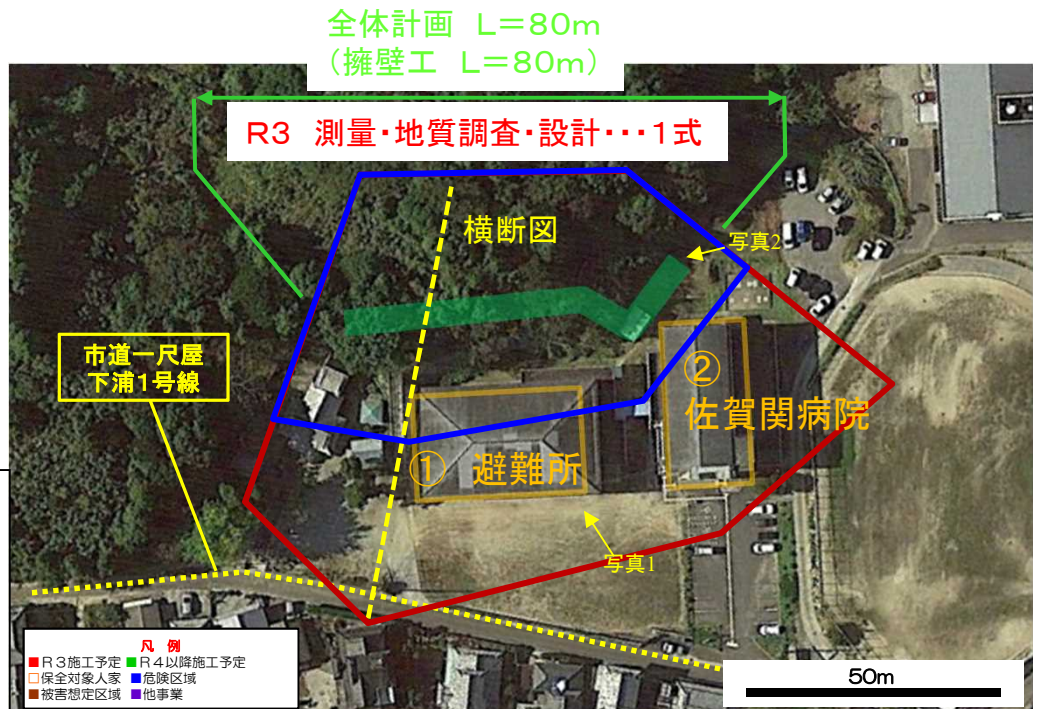 全体計画 L=80m
(擁壁工 L=80m)
R3 測量・地質調査・設計・・・1式
横断図
写真2
市道一尺屋
下浦1号線
②
佐賀関病院
① 避難所
写真1
凡 例
■R3施工予定 ■R4以降施工予定
□保全対象人家 ■危険区域
■被害想定区域 ■他事業
50m